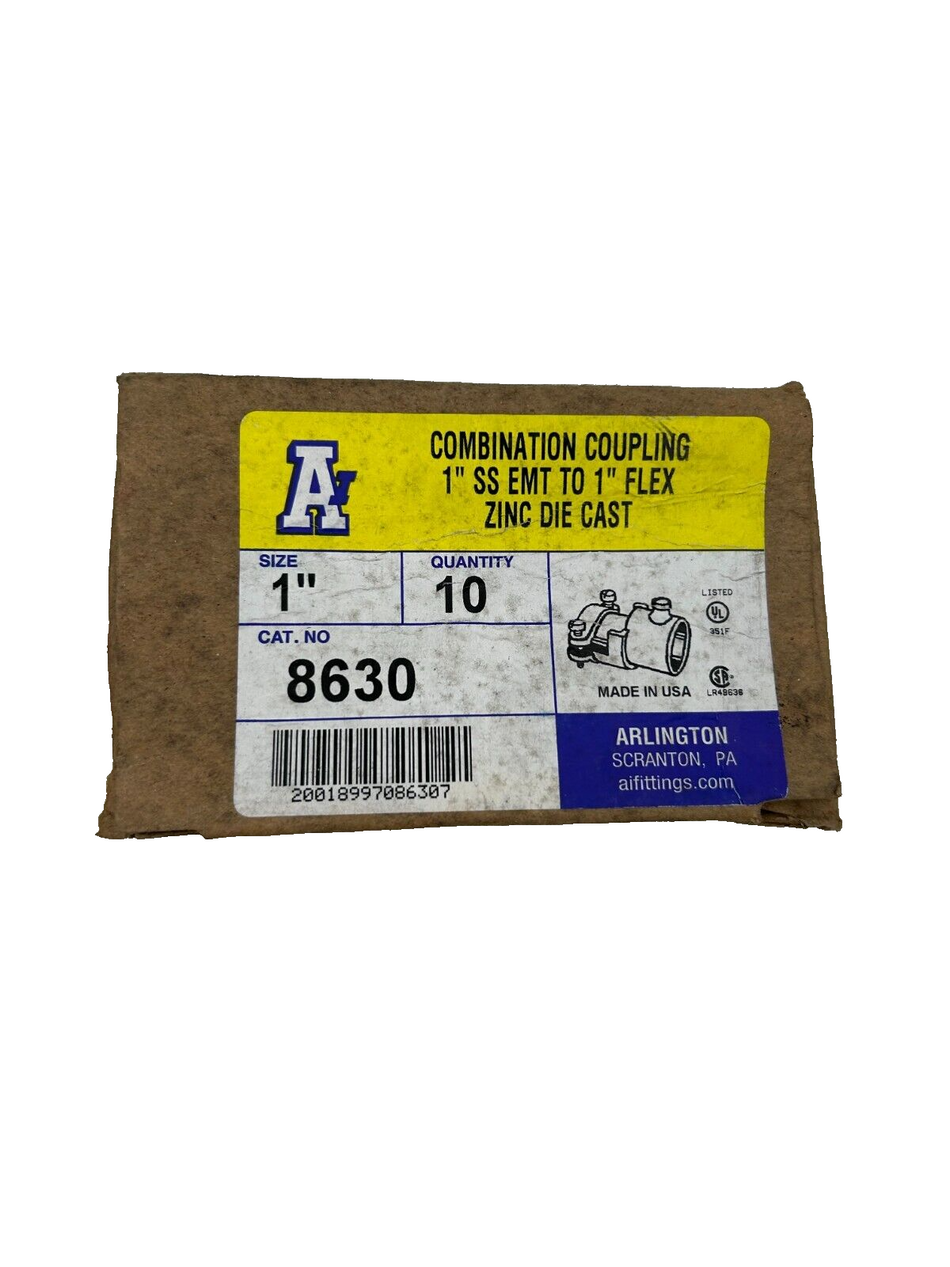 AI
COMBINATION COUPLING
1" SS EMT TO 1" FLEX
ZINC DIE CAST
SIZE
1"
QUANTITY
10
CAT. NO
8630
LISTED
UL
351F
MADE IN USA
LR48636
20018997086307
ARLINGTON
SCRANTON, PA
aifittings.com